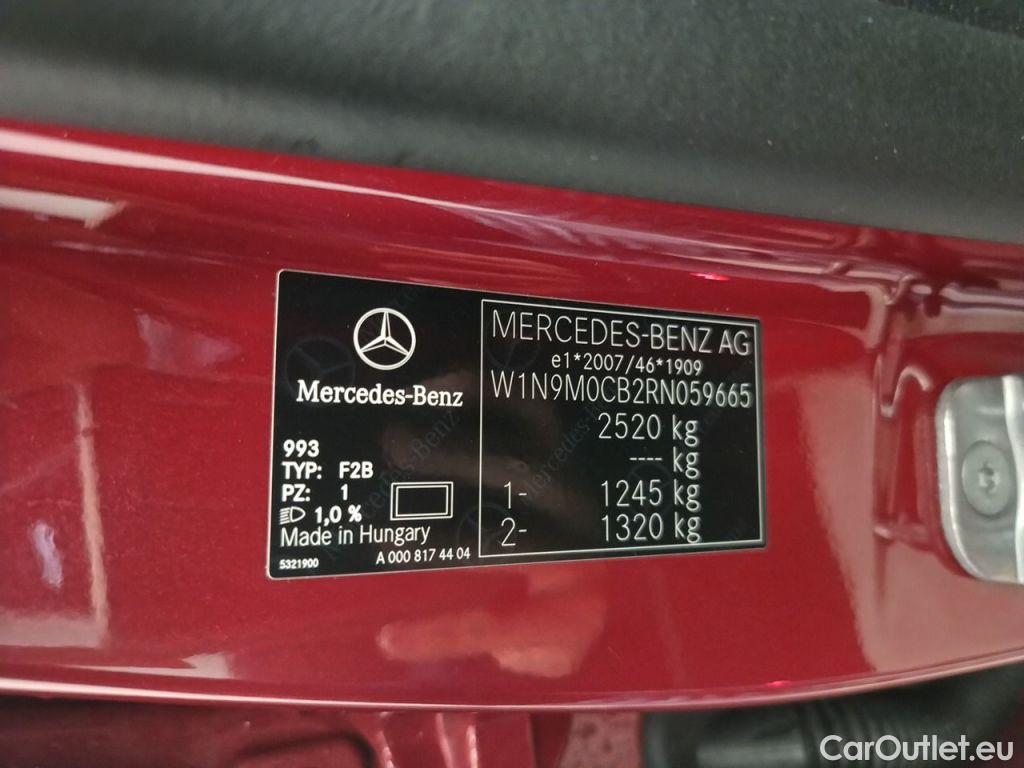 Mercedes-Benz
993
TYP: F2B
PZ: 1
1,0 %
Made in Hungary
5321900
A 000 817 44 04
MERCEDES-BENZ AG
e1*2007/46*1909
W1N9M0CB2RN059665
2520 kg
---- kg
1- 1245 kg
2- 1320 kg
CarOutlet.eu